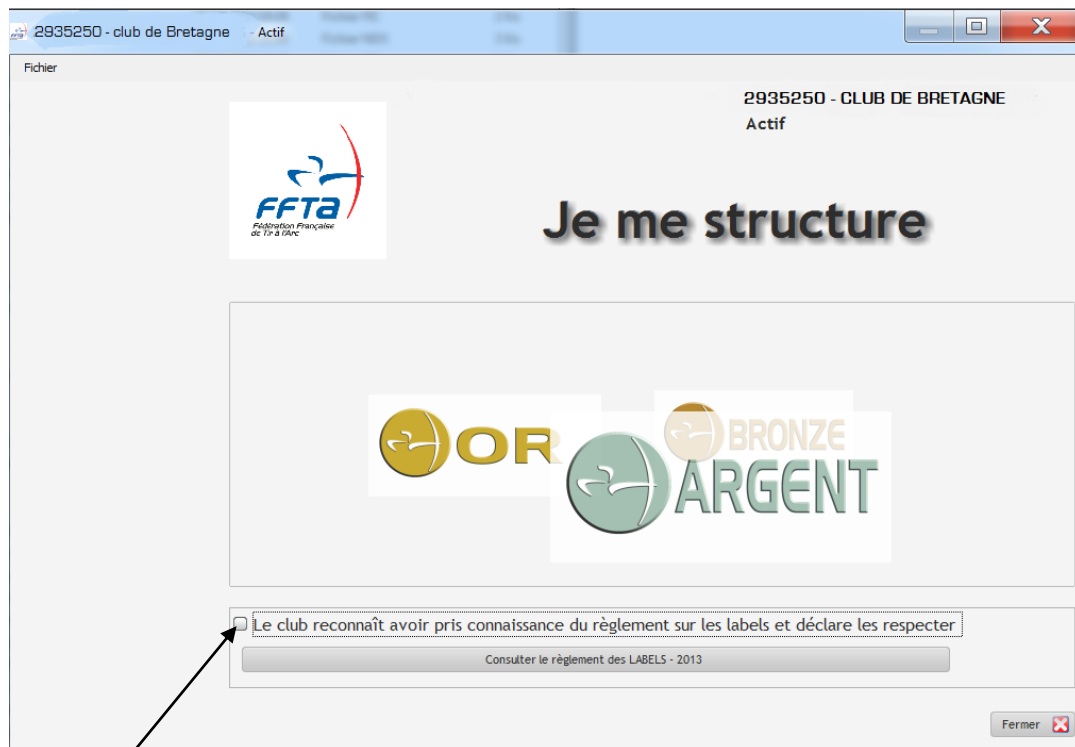 2935250 - club de Bretagne - Actif
Fichier
2935250 - CLUB DE BRETAGNE
Actif
FFTa
Fédération Française
de Tir à l'Arc
Je me structure
OR
BRONZE
ARGENT
Le club reconnaît avoir pris connaissance du règlement sur les labels et déclare les respecter
Consulter le règlement des LABELS - 2013
Fermer